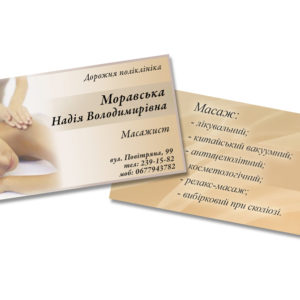 Дорожня поліклініка
Моравська
Надія Володимирівна
Масажист
вул. Повітряна, 99
тел: 239-15-82
моб: 0677943782
Масаж:
- лікувальний;
- китайський вакуумний;
- антицелюлітний;
- косметологічний;
- релакс-масаж;
- вибірковий при сколіозі.